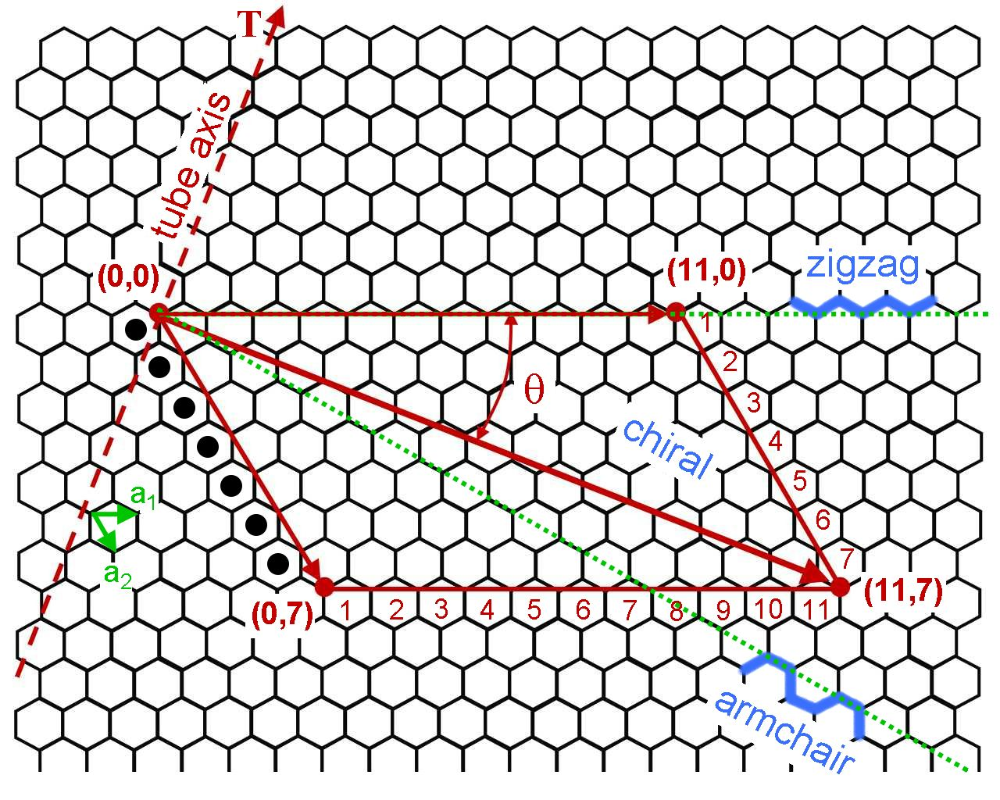 T
tube axis
(0,0)
(11,0)
zigzag
1
2
θ
3
chiral
4
5
a1
6
7
a2
(11,7)
(0,7)
1 2 3 4 5 6 7 8 9 10 11
armchair